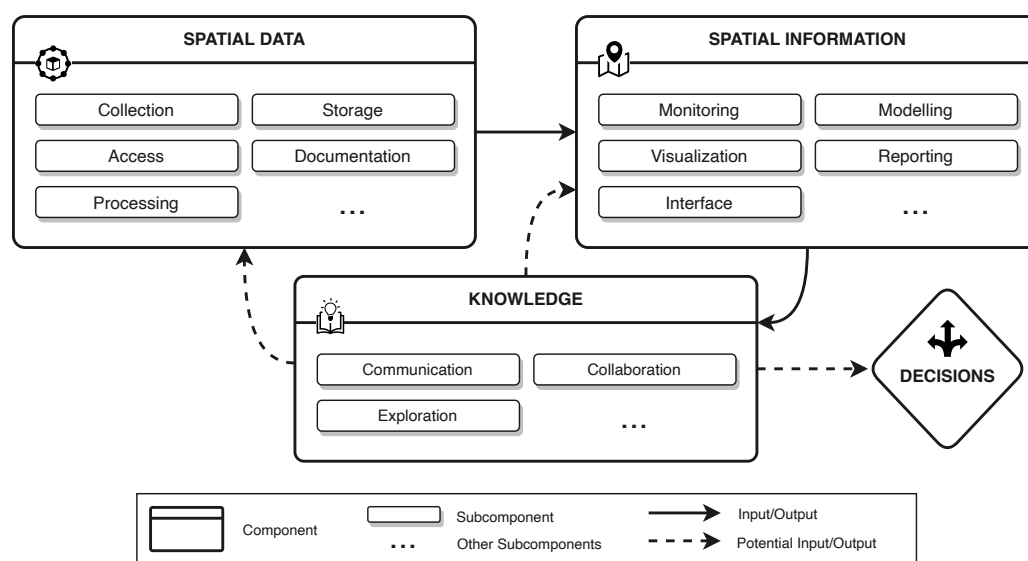 SPATIAL DATA
Collection
Storage
Access
Documentation
Processing
...
SPATIAL INFORMATION
Monitoring
Modelling
Visualization
Reporting
Interface
...
KNOWLEDGE
Communication
Collaboration
Exploration
...
DECISIONS
Component
Subcomponent
... Other Subcomponents
Input/Output
Potential Input/Output